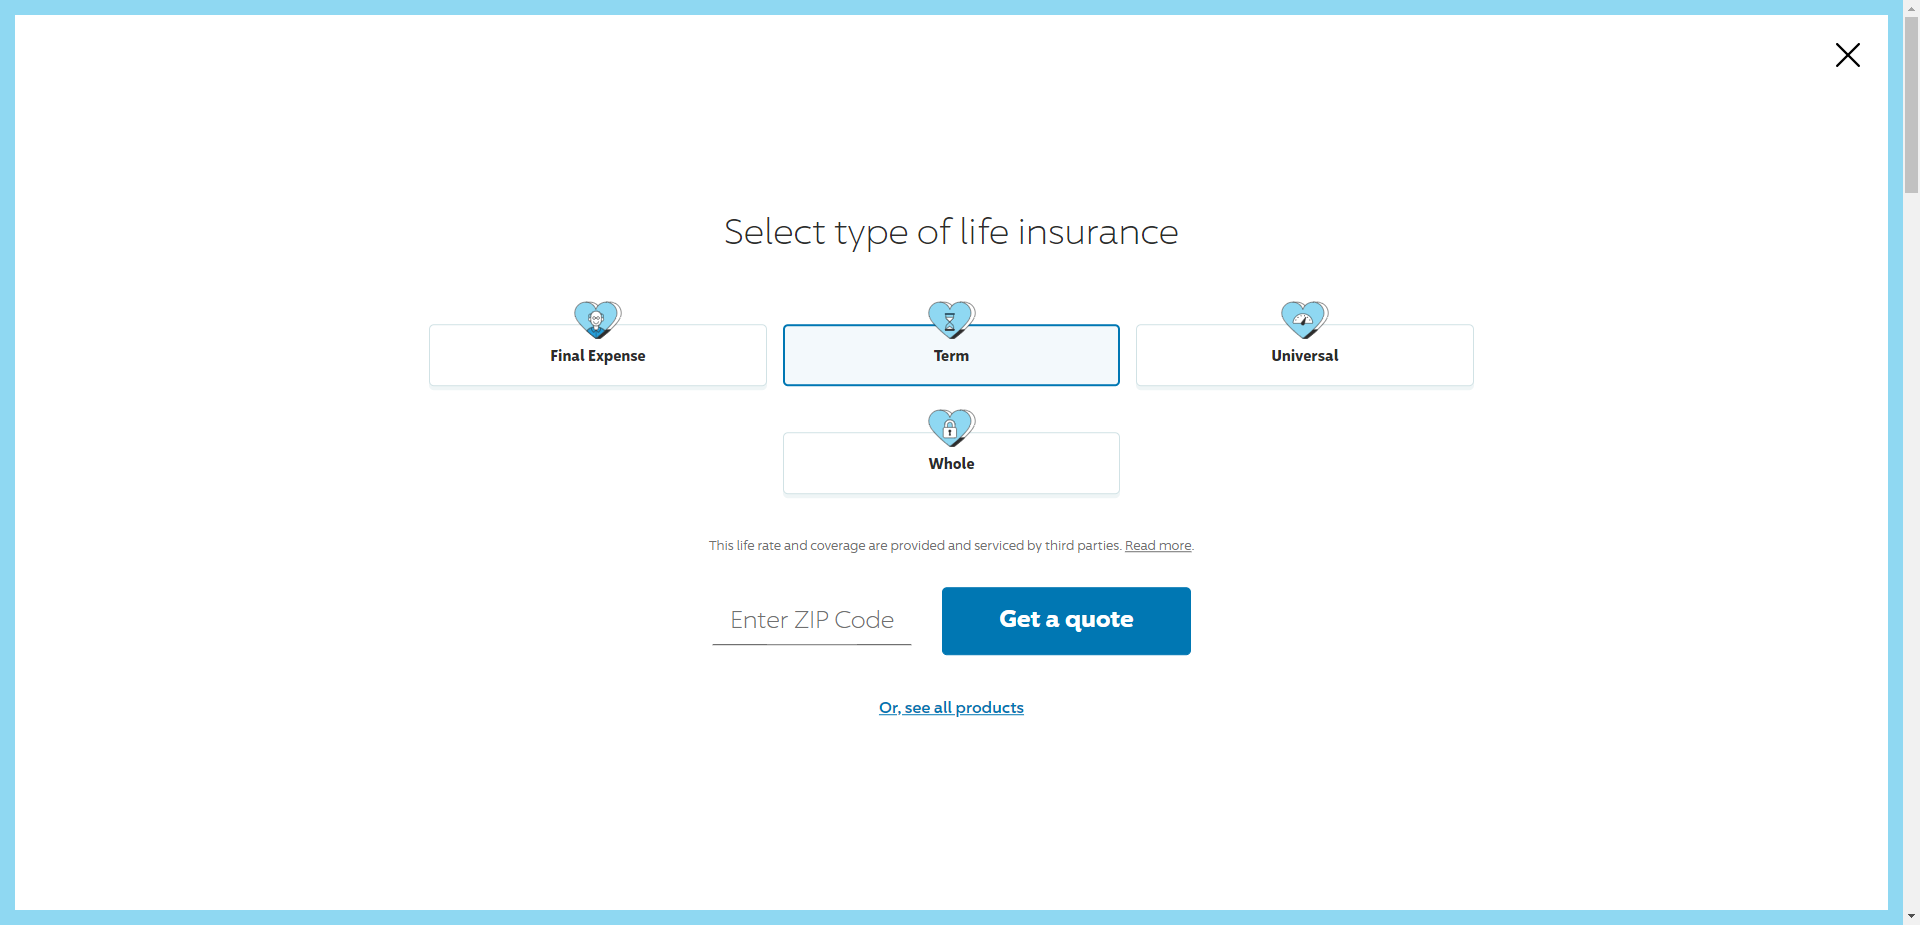 Select type of life insurance
Final Expense
Term
Universal
Whole
This life rate and coverage are provided and serviced by third parties. Read more.
Enter ZIP Code
Get a quote
Or, see all products